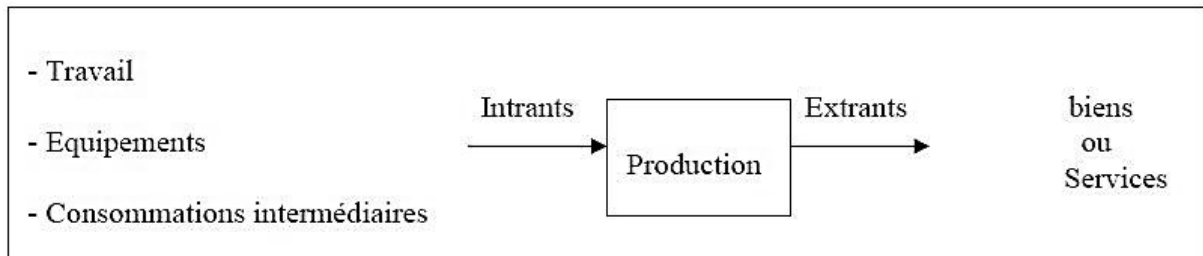 - Travail
- Equipements
- Consommations intermédiaires
Intrants
Production
Extrants
biens
ou
Services